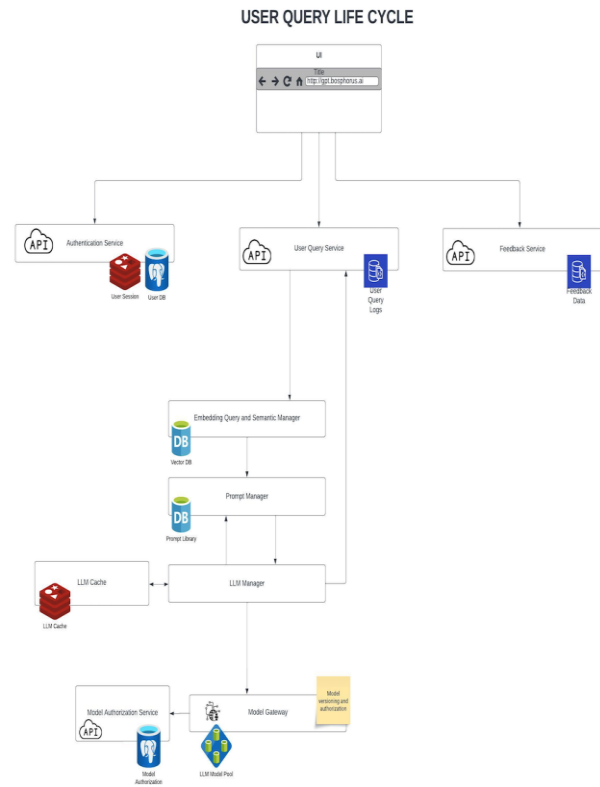 USER QUERY LIFE CYCLE
UI
Title
http://gpt.bosphorus.ai
API
Authentication Service
User Session
User DB
API
User Query Service
User
Query
Logs
API
Feedback Service
Feedback
Data
Embedding Query and Semantic Manager
DB
Vector DB
Prompt Manager
DB
Prompt Library
LLM Cache
LLM Cache
LLM Manager
Model Authorization Service
API
Model
Authorization
Model Gateway
LLM Model Pool
Model
versioning and
authorization